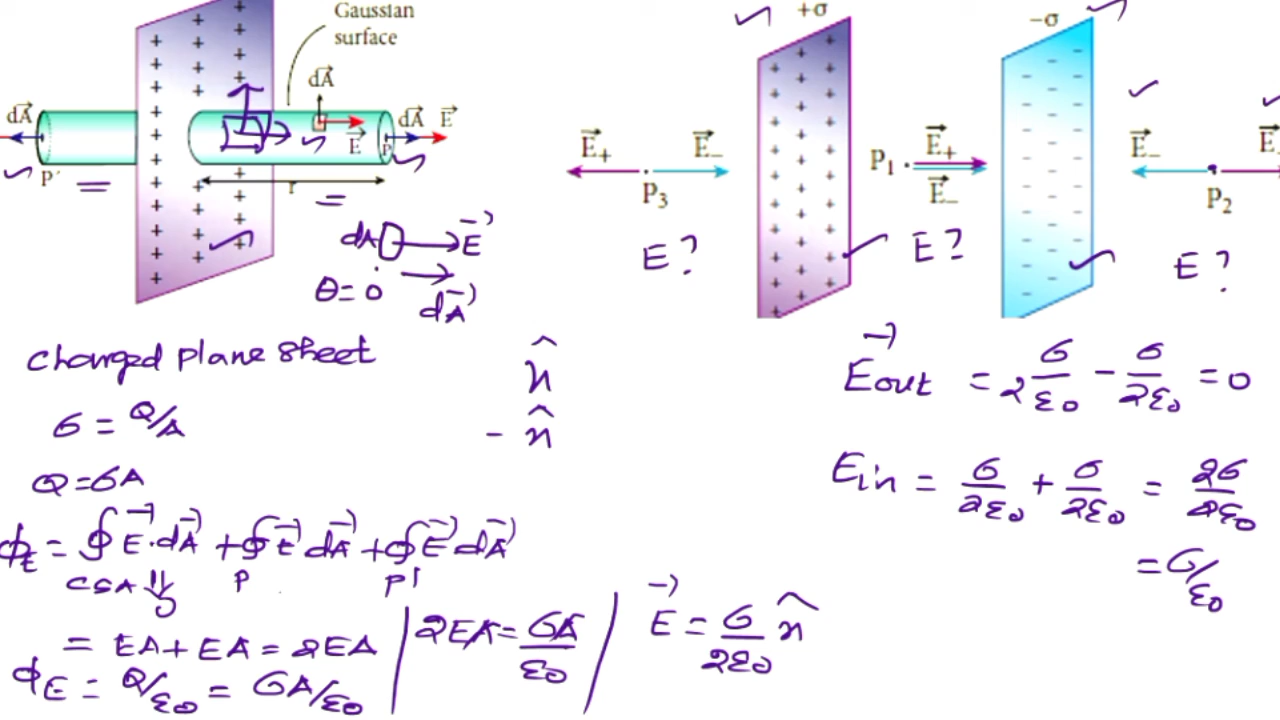 Gaussian
surface
dA⃗
dA⃗
dA⃗ E⃗
E⃗
P
P'
r
dA E⃗
θ = 0
dA⃗
+σ
-σ
E⃗₊ E⃗₋
P₃
P₁
E⃗₊
E⃗₋
E⃗₋
P₂
E?
E?
E?
charged plane sheet
σ = Q/A
Q = σA
n̂
- n̂
ϕE = ∮ E⃗·dA⃗ + ∮ E⃗ dA⃗ + ∮ E⃗ dA⃗
CSA ⇓ P P'
0
= EA + EA = 2EA
ϕE = Q/ε₀ = σA/ε₀
2EA = σA/ε₀
E⃗ = σ/2ε₀ n̂
E⃗out = σ/2ε₀ - σ/2ε₀ = 0
Ein = σ/2ε₀ + σ/2ε₀ = 2σ/2ε₀
= σ/ε₀